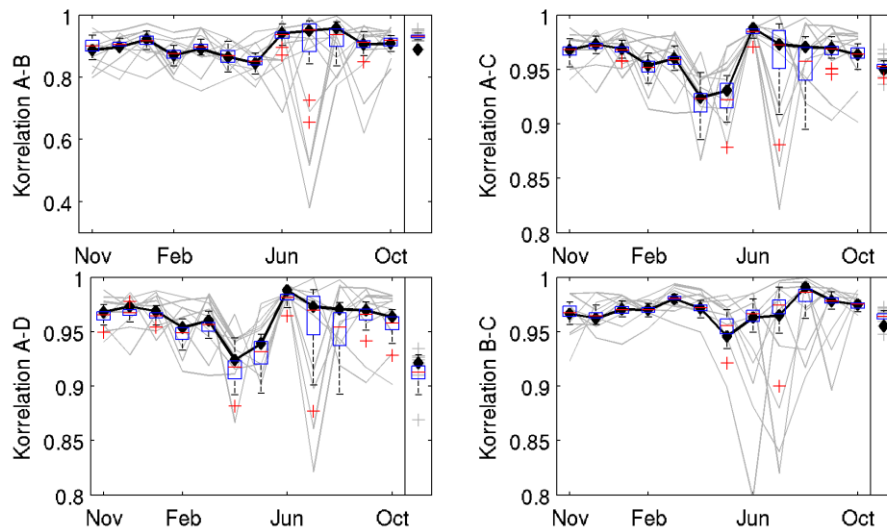 Korrelation A-B
1
0.8
0.6
0.4
Nov
Feb
Jun
Oct
Korrelation A-C
1
0.95
0.9
0.85
0.8
Nov
Feb
Jun
Oct
Korrelation A-D
1
0.95
0.9
0.85
0.8
Nov
Feb
Jun
Oct
Korrelation B-C
1
0.95
0.9
0.85
0.8
Nov
Feb
Jun
Oct